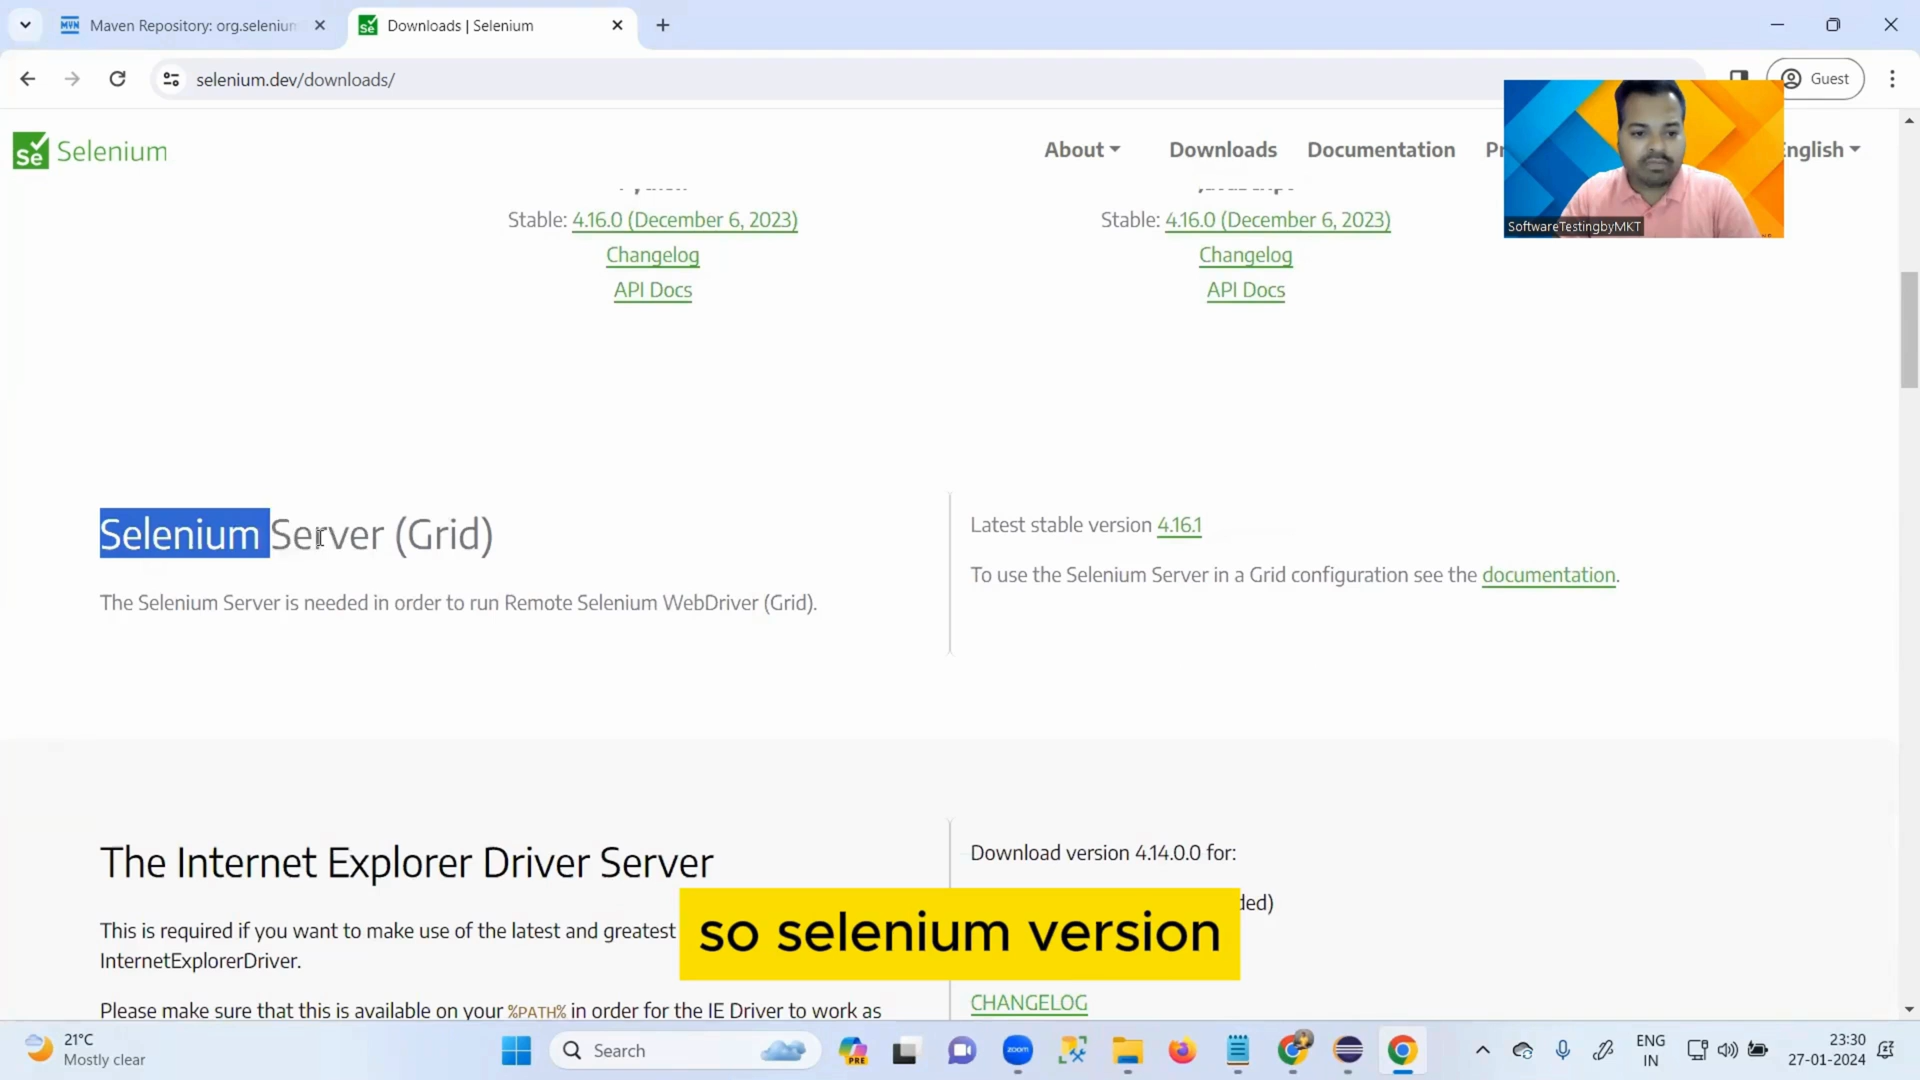 Maven Repository: org.seleniu
Downloads | Selenium
selenium.dev/downloads/
Guest
Selenium
About
Downloads
Documentation
English
SoftwareTestingbyMKT
Python
Stable: 4.16.0 (December 6, 2023)
Changelog
API Docs
JavaScript
Stable: 4.16.0 (December 6, 2023)
Changelog
API Docs
Selenium Server (Grid)
The Selenium Server is needed in order to run Remote Selenium WebDriver (Grid).
Latest stable version 4.16.1
To use the Selenium Server in a Grid configuration see the documentation.
The Internet Explorer Driver Server
This is required if you want to make use of the latest and greatest
InternetExplorerDriver.
Please make sure that this is available on your %PATH% in order for the IE Driver to work as
Download version 4.14.0.0 for:
CHANGELOG
so selenium version
21°C
Mostly clear
Search
PRE
zoom
ENG
IN
23:30
27-01-2024